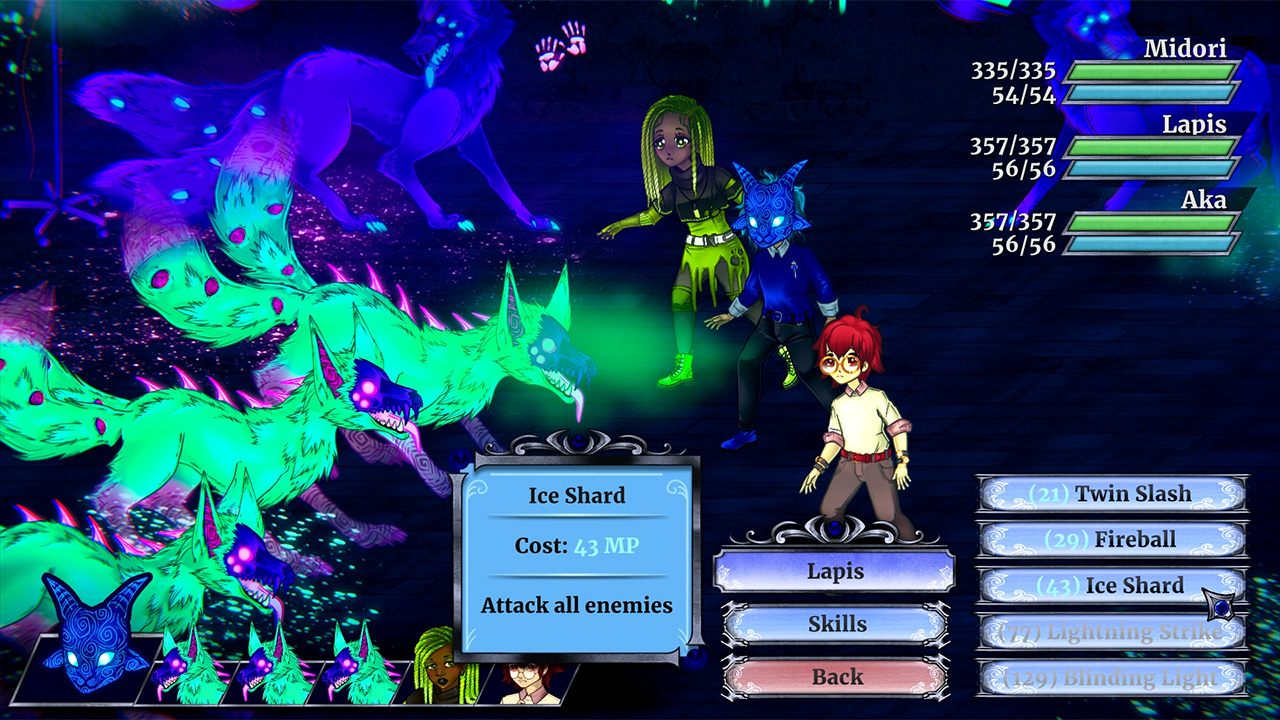 Midori
335/335
54/54
Lapis
357/357
56/56
Aka
357/357
56/56
Ice Shard
Cost: 43 MP
Attack all enemies
Lapis
Skills
Back
(21) Twin Slash
(29) Fireball
(43) Ice Shard
(77) Lightning Strike
(129) Blinding Light